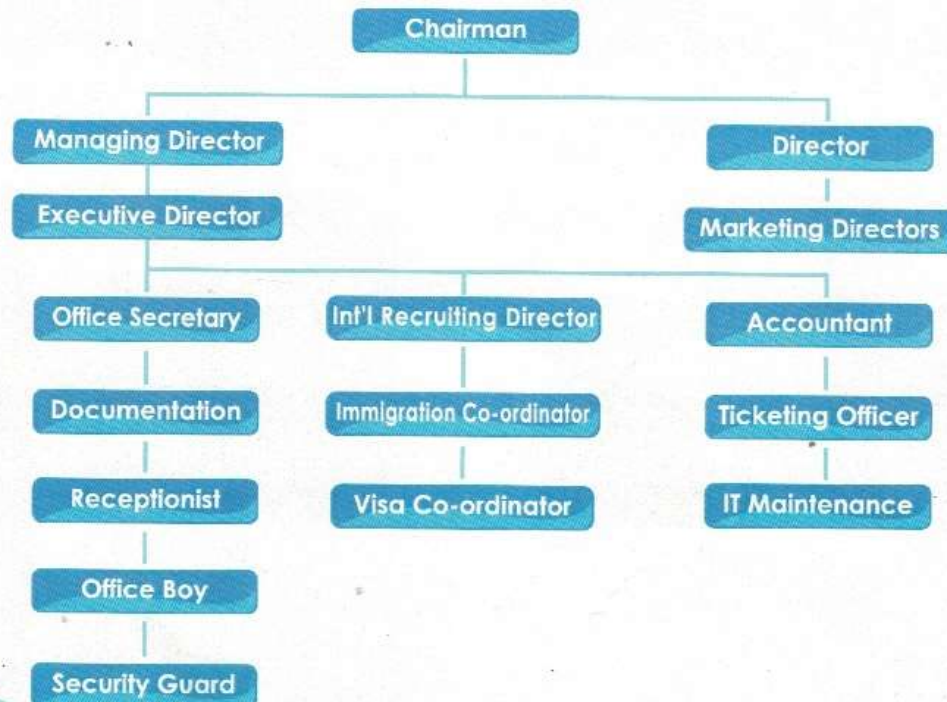 Chairman
Managing Director
Director
Executive Director
Marketing Directors
Office Secretary
Int'l Recruiting Director
Accountant
Documentation
Immigration Co-ordinator
Ticketing Officer
Receptionist
Visa Co-ordinator
IT Maintenance
Office Boy
Security Guard